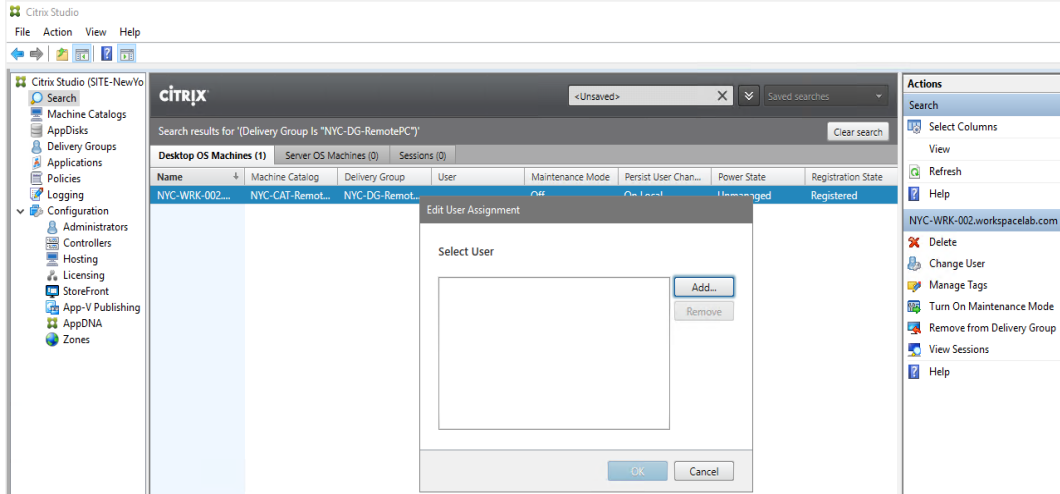 Citrix Studio
File Action View Help
Citrix Studio (SITE-NewYo
Search
Machine Catalogs
AppDisks
Delivery Groups
Applications
Policies
Logging
Configuration
Administrators
Controllers
Hosting
Licensing
StoreFront
App-V Publishing
AppDNA
Zones
CITRIX
<Unsaved>
Saved searches
Search results for '(Delivery Group Is "NYC-DG-RemotePC")'
Clear search
Desktop OS Machines (1) Server OS Machines (0) Sessions (0)
Name Machine Catalog Delivery Group User Maintenance Mode Persist User Chan... Power State Registration State
NYC-WRK-002.... NYC-CAT-Remot... NYC-DG-Remot... Off On Local Unmanaged Registered
Edit User Assignment
Select User
Add...
Remove
OK Cancel
Actions
Search
Select Columns
View
Refresh
Help
NYC-WRK-002.workspacelab.com
Delete
Change User
Manage Tags
Turn On Maintenance Mode
Remove from Delivery Group
View Sessions
Help